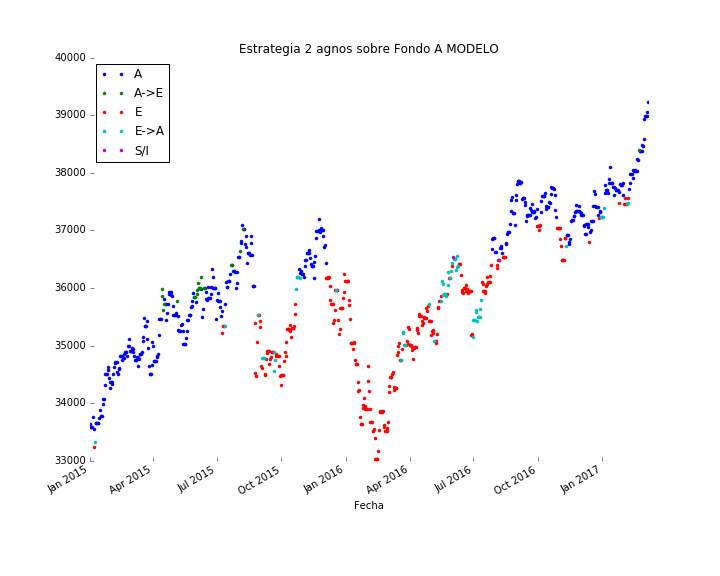 Estrategia 2 agnos sobre Fondo A MODELO
40000
39000
38000
37000
36000
35000
34000
33000
A
A->E
E
E->A
S/I
Jan 2015
Apr 2015
Jul 2015
Oct 2015
Jan 2016
Apr 2016
Jul 2016
Oct 2016
Jan 2017
Fecha